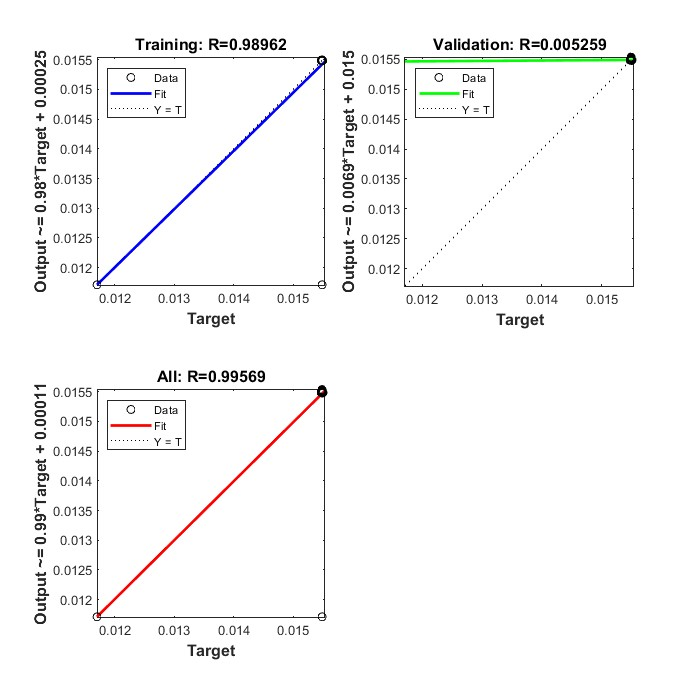 Training: R=0.98962
Output ~= 0.98*Target + 0.00025
0.0155
0.015
0.0145
0.014
0.0135
0.013
0.0125
0.012
Data
Fit
Y = T
0.012 0.013 0.014 0.015
Target
Validation: R=0.005259
Output ~= 0.0069*Target + 0.015
0.0155
0.015
0.0145
0.014
0.0135
0.013
0.0125
0.012
Data
Fit
Y = T
0.012 0.013 0.014 0.015
Target
All: R=0.99569
Output ~= 0.99*Target + 0.00011
0.0155
0.015
0.0145
0.014
0.0135
0.013
0.0125
0.012
Data
Fit
Y = T
0.012 0.013 0.014 0.015
Target